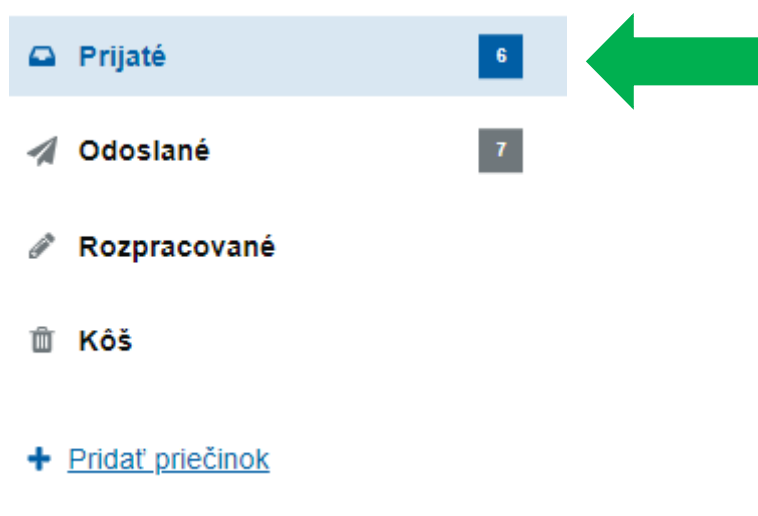 Prijaté 6
Odoslané 7
Rozpracované
Kôš
Pridať priečinok